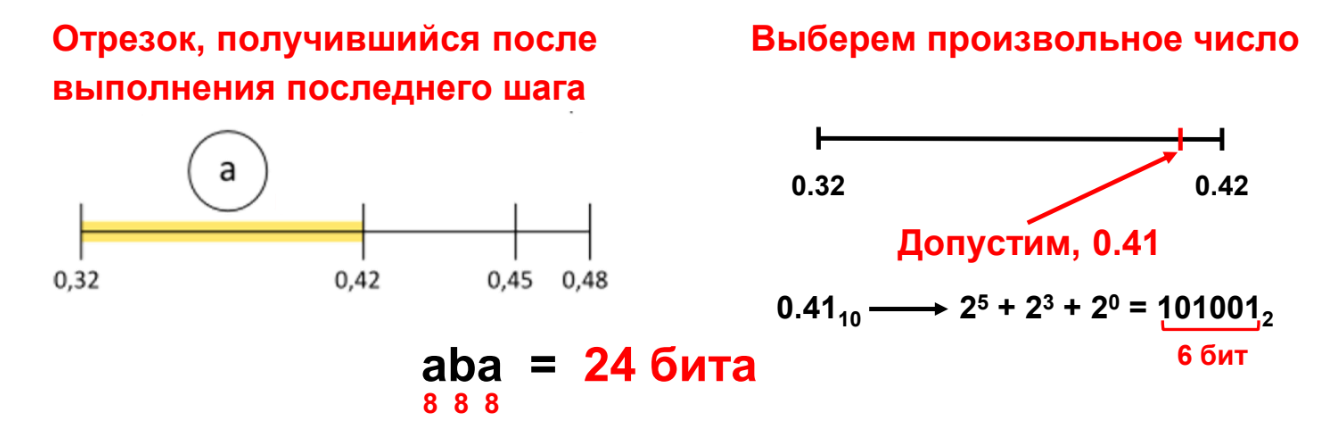 Отрезок, получившийся после
выполнения последнего шага
a
0,32 0,42 0,45 0,48
Выберем произвольное число
0.32 0.42
Допустим, 0.41
0.41₁₀ → 2⁵ + 2³ + 2⁰ = 101001₂
6 бит
aba = 24 бита
8 8 8